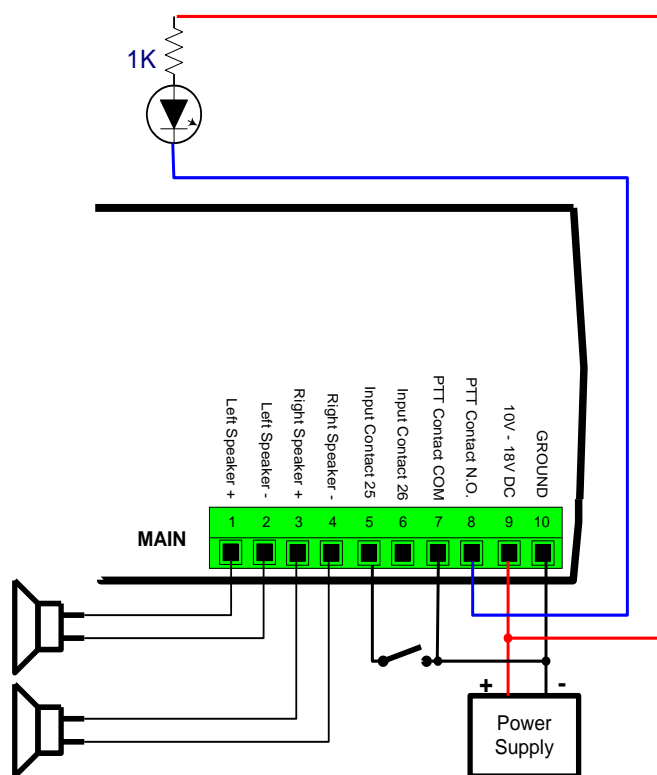 1K
Left Speaker +
Left Speaker -
Right Speaker +
Right Speaker -
Input Contact 25
Input Contact 26
PTT Contact COM
PTT Contact N.O.
10V - 18V DC
GROUND
MAIN
1 2 3 4 5 6 7 8 9 10
+ -
Power
Supply